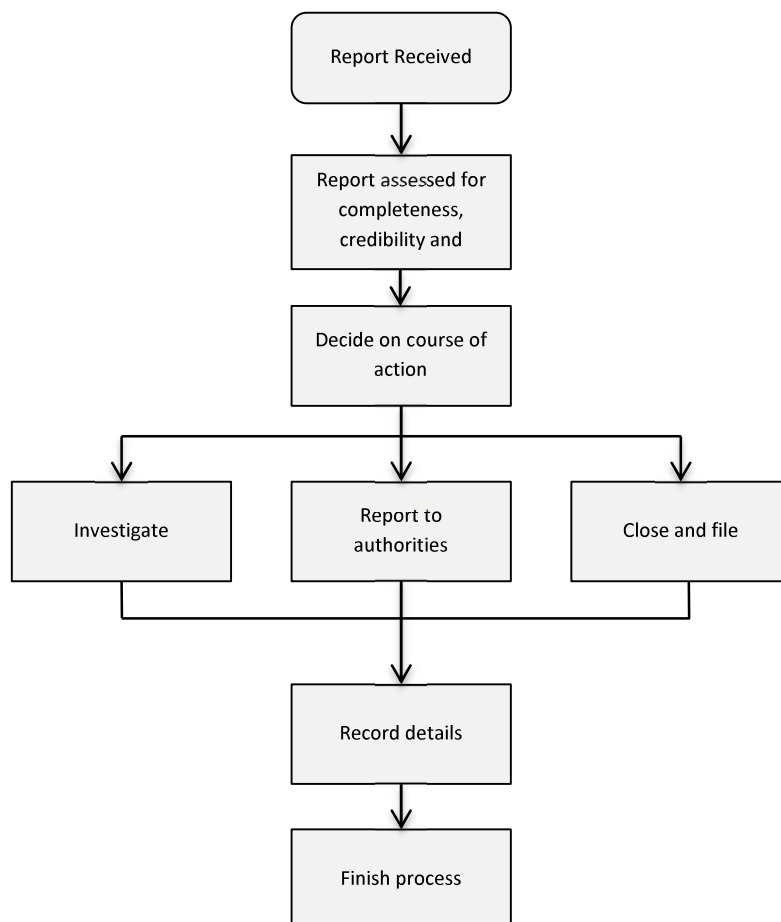 Report Received
Report assessed for
completeness,
credibility and
Decide on course of
action
Investigate
Report to
authorities
Close and file
Record details
Finish process